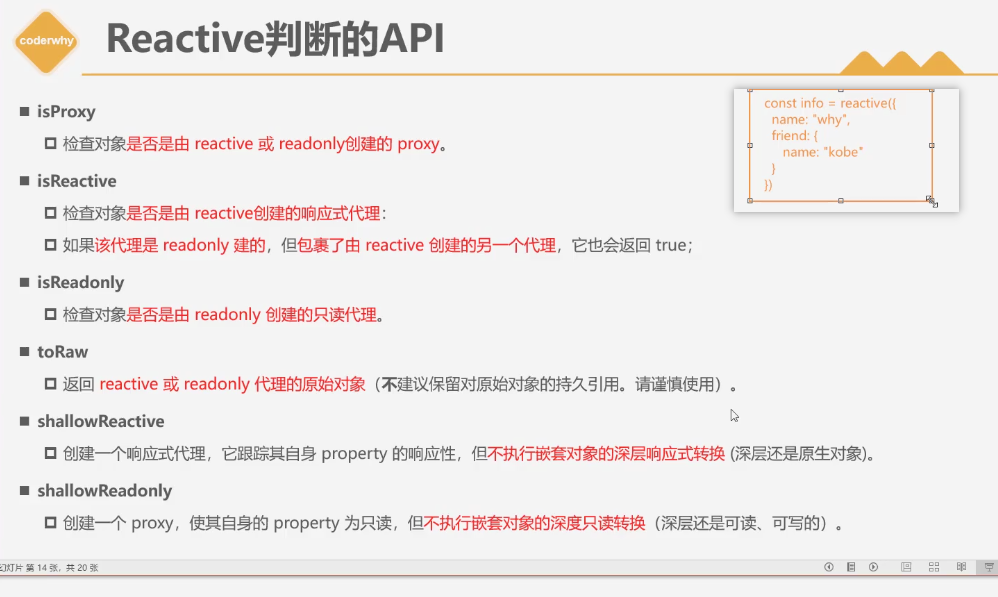 coderwhy
Reactive判断的API
isProxy
检查对象是否是由 reactive 或 readonly创建的 proxy。
isReactive
检查对象是否是由 reactive创建的响应式代理：
如果该代理是 readonly 建的，但包裹了由 reactive 创建的另一个代理，它也会返回 true；
isReadonly
检查对象是否是由 readonly 创建的只读代理。
toRaw
返回 reactive 或 readonly 代理的原始对象（不建议保留对原始对象的持久引用。请谨慎使用）。
shallowReactive
创建一个响应式代理，它跟踪其自身 property 的响应性，但不执行嵌套对象的深层响应式转换 (深层还是原生对象)。
shallowReadonly
创建一个 proxy，使其自身的 property 为只读，但不执行嵌套对象的深度只读转换（深层还是可读、可写的）。
const info = reactive({
name: "why",
friend: {
name: "kobe"
}
})
幻灯片 第 14 张，共 20 张